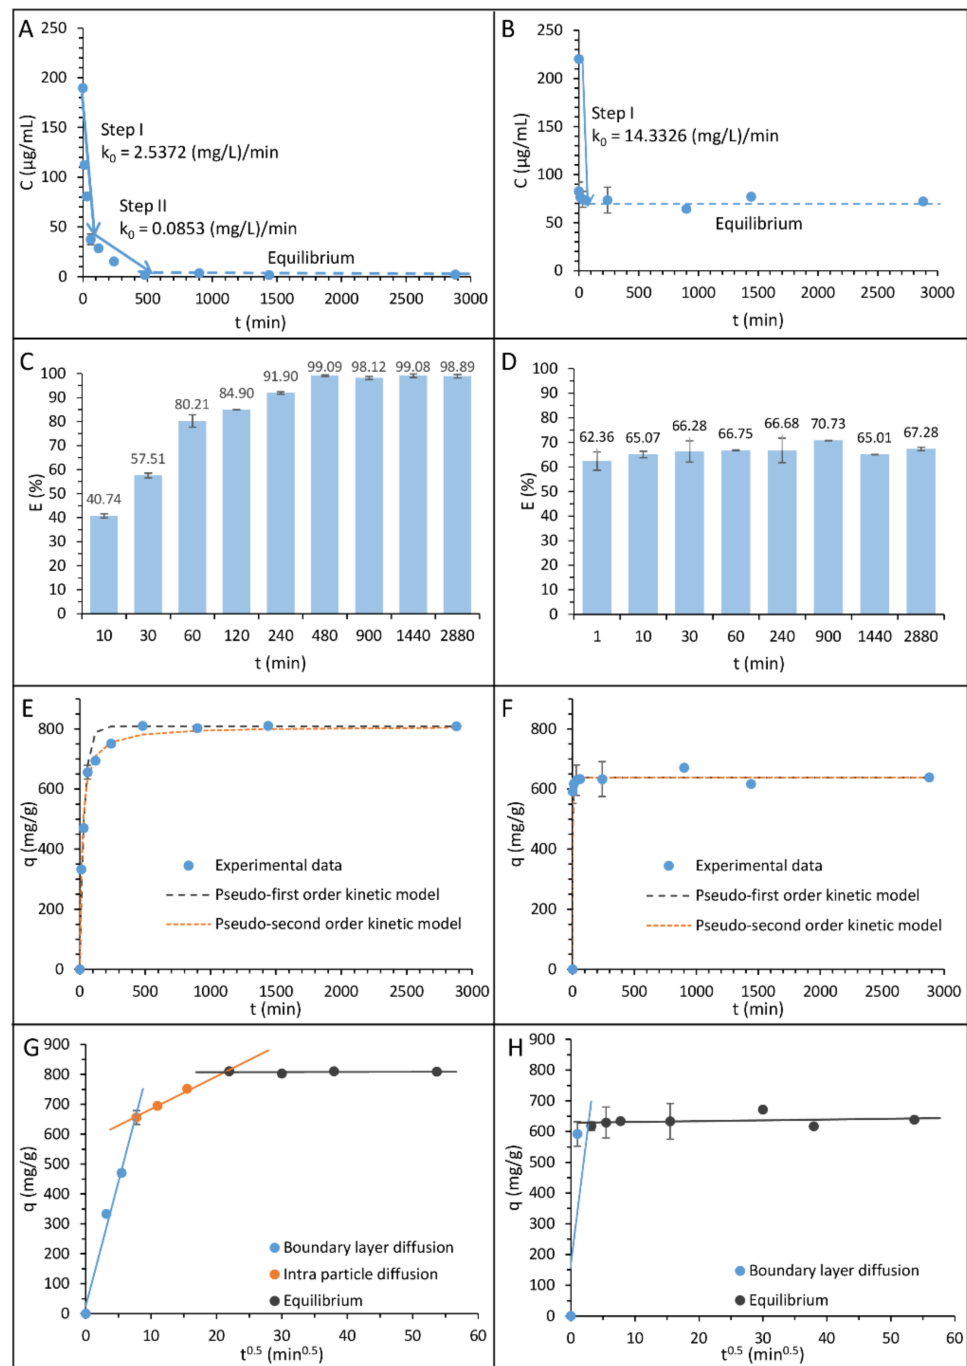 A
250
200
150
100
50
0
C (µg/mL)
Step I
k0 = 2.5372 (mg/L)/min
Step II
k0 = 0.0853 (mg/L)/min
Equilibrium
0 500 1000 1500 2000 2500 3000
t (min)
B
250
200
150
100
50
0
C (µg/mL)
Step I
k0 = 14.3326 (mg/L)/min
Equilibrium
0 500 1000 1500 2000 2500 3000
t (min)
C
100
90
80
70
60
50
40
30
20
10
0
E (%)
40.74 57.51 80.21 84.90 91.90 99.09 98.12 99.08 98.89
10 30 60 120 240 480 900 1440 2880
t (min)
D
100
90
80
70
60
50
40
30
20
10
0
E (%)
62.36 65.07 66.28 66.75 66.68 70.73 65.01 67.28
1 10 30 60 240 900 1440 2880
t (min)
E
800
600
400
200
0
q (mg/g)
Experimental data
Pseudo-first order kinetic model
Pseudo-second order kinetic model
0 500 1000 1500 2000 2500 3000
t (min)
F
800
600
400
200
0
q (mg/g)
Experimental data
Pseudo-first order kinetic model
Pseudo-second order kinetic model
0 500 1000 1500 2000 2500 3000
t (min)
G
900
800
700
600
500
400
300
200
100
0
q (mg/g)
Boundary layer diffusion
Intra particle diffusion
Equilibrium
0 10 20 30 40 50 60
t^0.5 (min^0.5)
H
900
800
700
600
500
400
300
200
100
0
q (mg/g)
Boundary layer diffusion
Equilibrium
0 10 20 30 40 50 60
t^0.5 (min^0.5)